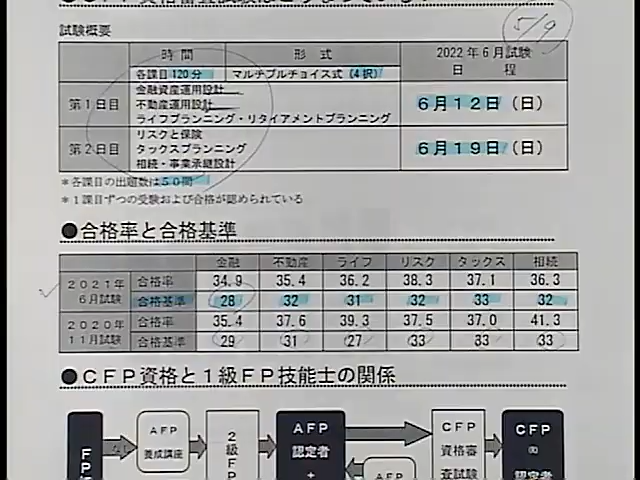 5/9
試験概要
時間 形式 2022年6月試験
各課目120分 マルチプルチョイス式（4択） 日程
第1日目 金融資産運用設計
不動産運用設計
ライフプランニング・リタイアメントプランニング
6月12日（日）
第2日目 リスクと保険
タックスプランニング
相続・事業承継設計
6月19日（日）
＊各課目の出題数は50問
＊1課目ずつの受験および合格が認められている
●合格率と合格基準
金融 不動産 ライフ リスク タックス 相続
2021年6月試験 合格率 34.9 35.4 36.2 38.3 37.1 36.3
合格基準 28 32 31 32 33 32
2020年11月試験 合格率 35.4 37.6 39.3 37.5 37.0 41.3
合格基準 29 31 27 33 33 33
●CFP資格と1級FP技能士の関係
AFP養成講座
2級FP
AFP認定者
＋
AFP
CFP資格審査試験
CFP
認定者